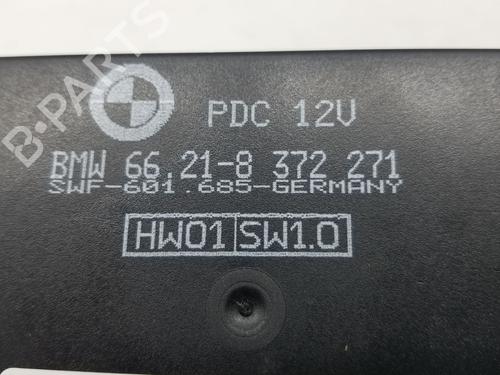 B-PARTS
PDC 12V
BMW 66.21-8 372 271
SWF-601.685-GERMANY
HW01 SW1.0